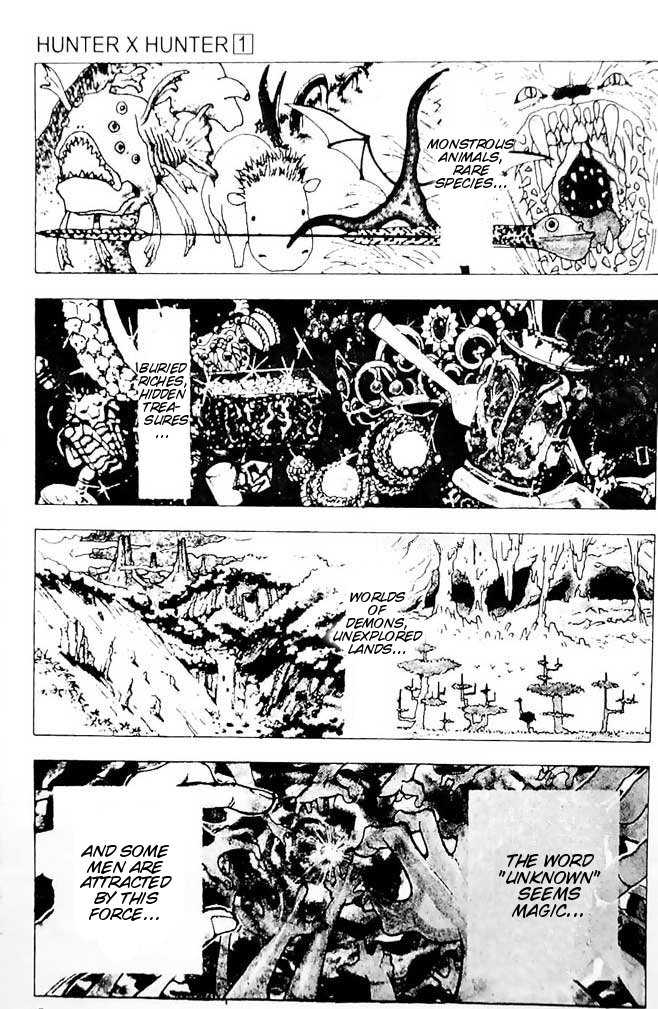 HUNTER X HUNTER 1
MONSTROUS
ANIMALS,
RARE
SPECIES...
BURIED
RICHES,
HIDDEN
TREA-
SURES
...
WORLDS
OF
DEMONS,
UNEXPLORED
LANDS...
THE WORD
"UNKNOWN"
SEEMS
MAGIC...
AND SOME
MEN ARE
ATTRACTED
BY THIS
FORCE...